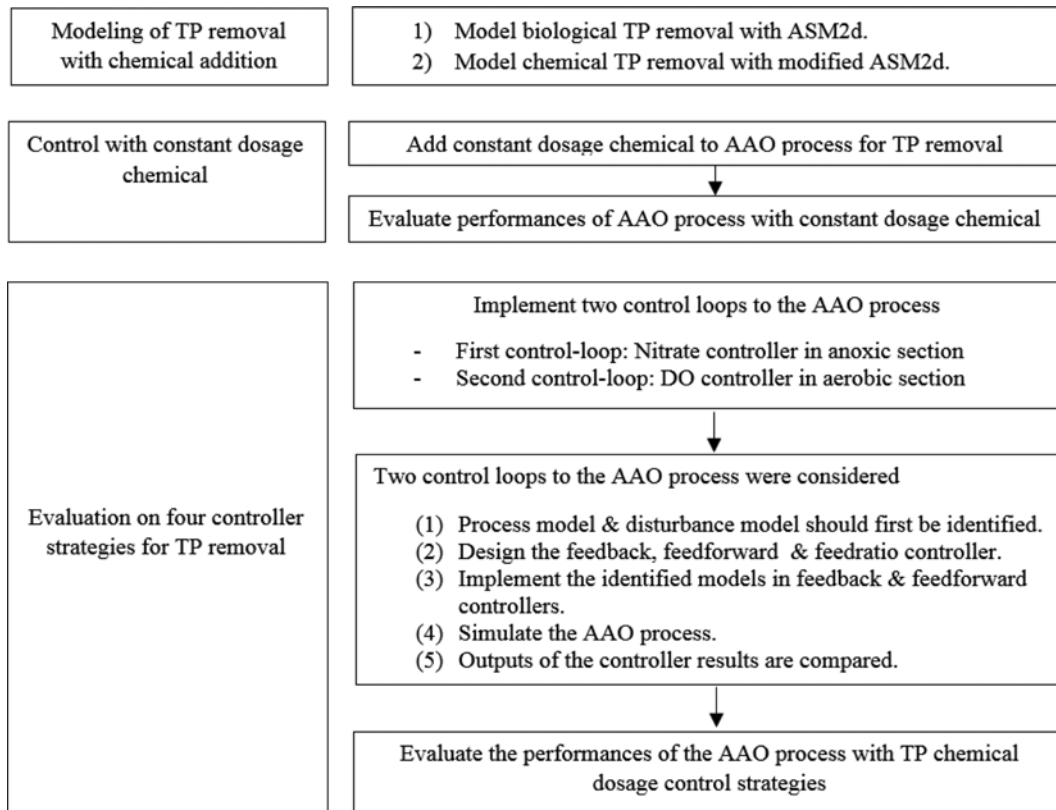 Modeling of TP removal
with chemical addition
1) Model biological TP removal with ASM2d.
2) Model chemical TP removal with modified ASM2d.
Control with constant dosage
chemical
Add constant dosage chemical to AAO process for TP removal
Evaluate performances of AAO process with constant dosage chemical
Evaluation on four controller
strategies for TP removal
Implement two control loops to the AAO process
- First control-loop: Nitrate controller in anoxic section
- Second control-loop: DO controller in aerobic section
Two control loops to the AAO process were considered
(1) Process model & disturbance model should first be identified.
(2) Design the feedback, feedforward & feedratio controller.
(3) Implement the identified models in feedback & feedforward
controllers.
(4) Simulate the AAO process.
(5) Outputs of the controller results are compared.
Evaluate the performances of the AAO process with TP chemical
dosage control strategies